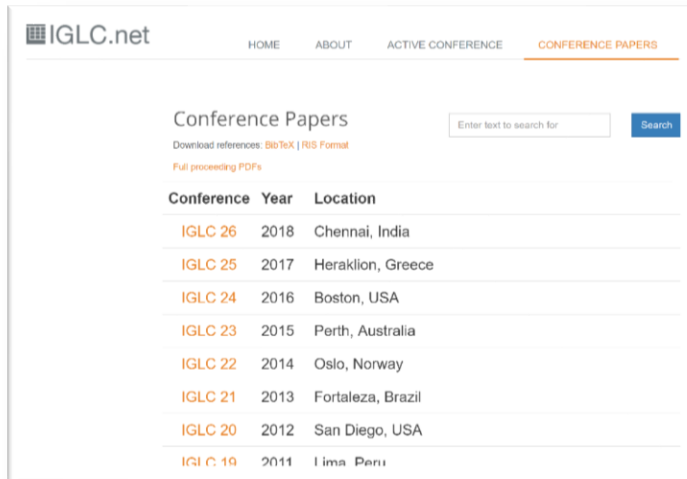 IGLC.net
HOME ABOUT ACTIVE CONFERENCE CONFERENCE PAPERS
Conference Papers
Enter text to search for Search
Download references: BibTeX | RIS Format
Full proceeding PDFs
Conference Year Location
IGLC 26 2018 Chennai, India
IGLC 25 2017 Heraklion, Greece
IGLC 24 2016 Boston, USA
IGLC 23 2015 Perth, Australia
IGLC 22 2014 Oslo, Norway
IGLC 21 2013 Fortaleza, Brazil
IGLC 20 2012 San Diego, USA
IGLC 19 2011 Lima, Peru